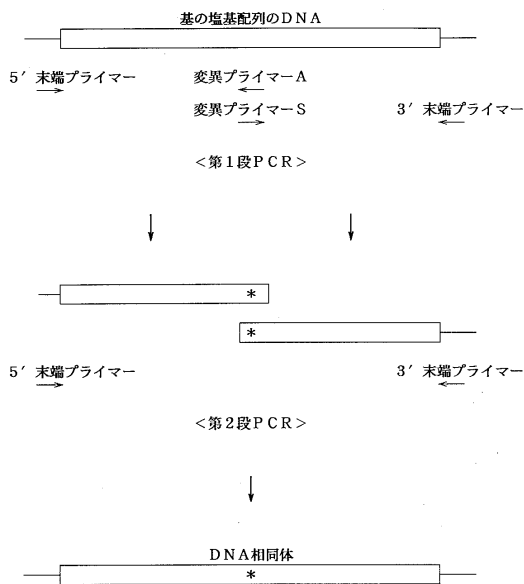 基の塩基配列のDNA
5′ 末端プライマー 変異プライマーA
変異プライマーS 3′ 末端プライマー
<第1段PCR>
*
*
5′ 末端プライマー 3′ 末端プライマー
<第2段PCR>
DNA相同体
*